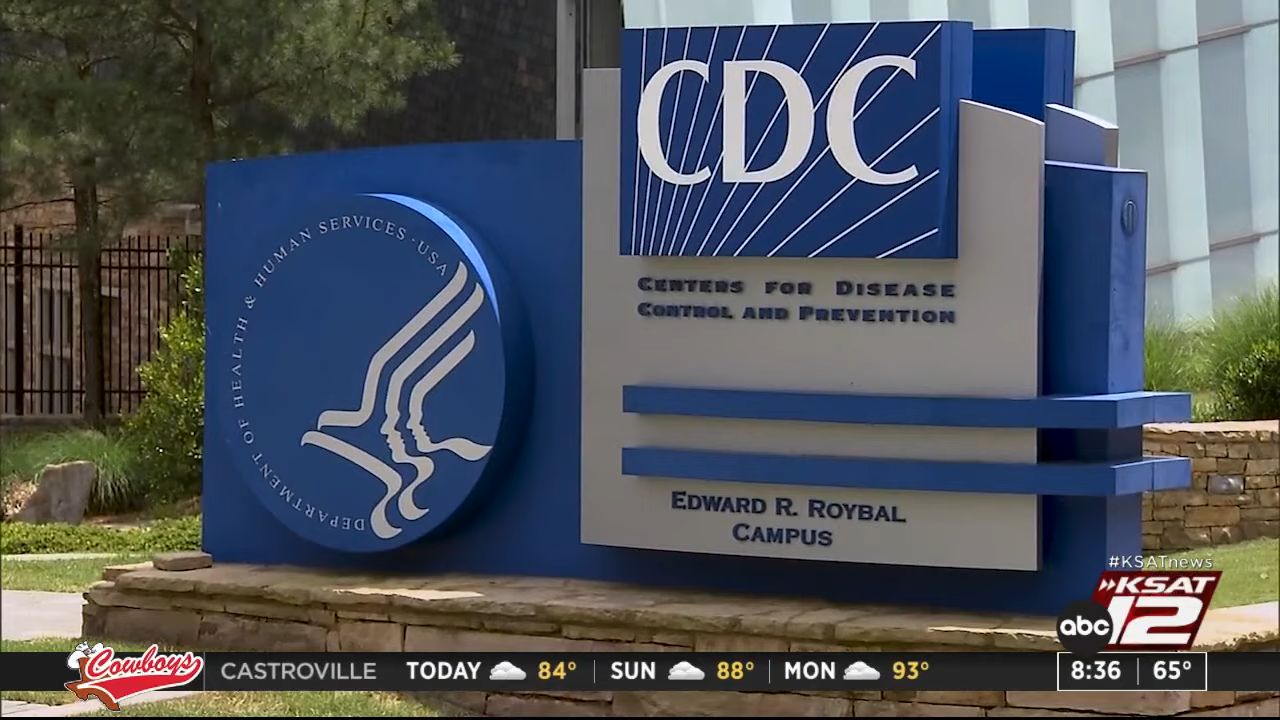 CDC
CENTERS FOR DISEASE
CONTROL AND PREVENTION
EDWARD R. ROYBAL
CAMPUS
DEPARTMENT OF HEALTH & HUMAN SERVICES · USA
#KSATnews
KSAT
abc 12
Cowboys CASTROVILLE TODAY 84° SUN 88° MON 93° 8:36 65°